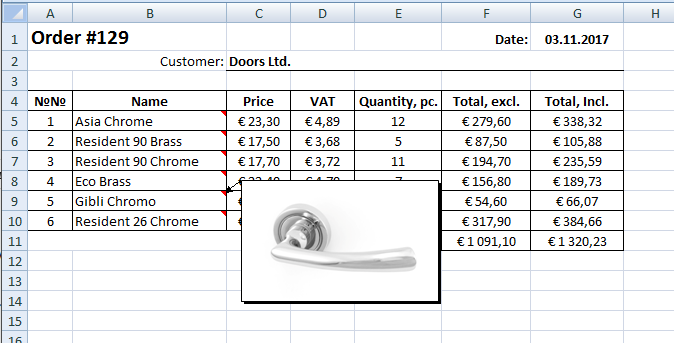 A B C D E F G H
1 Order #129 Date: 03.11.2017
2 Customer: Doors Ltd.
3
4 №№ Name Price VAT Quantity, pc. Total, excl. Total, Incl.
5 1 Asia Chrome € 23,30 € 4,89 12 € 279,60 € 338,32
6 2 Resident 90 Brass € 17,50 € 3,68 5 € 87,50 € 105,88
7 3 Resident 90 Chrome € 17,70 € 3,72 11 € 194,70 € 235,59
8 4 Eco Brass € 156,80 € 189,73
9 5 Gibli Chromo € 54,60 € 66,07
10 6 Resident 26 Chrome € 317,90 € 384,66
11 € 1 091,10 € 1 320,23
12
13
14
15
16